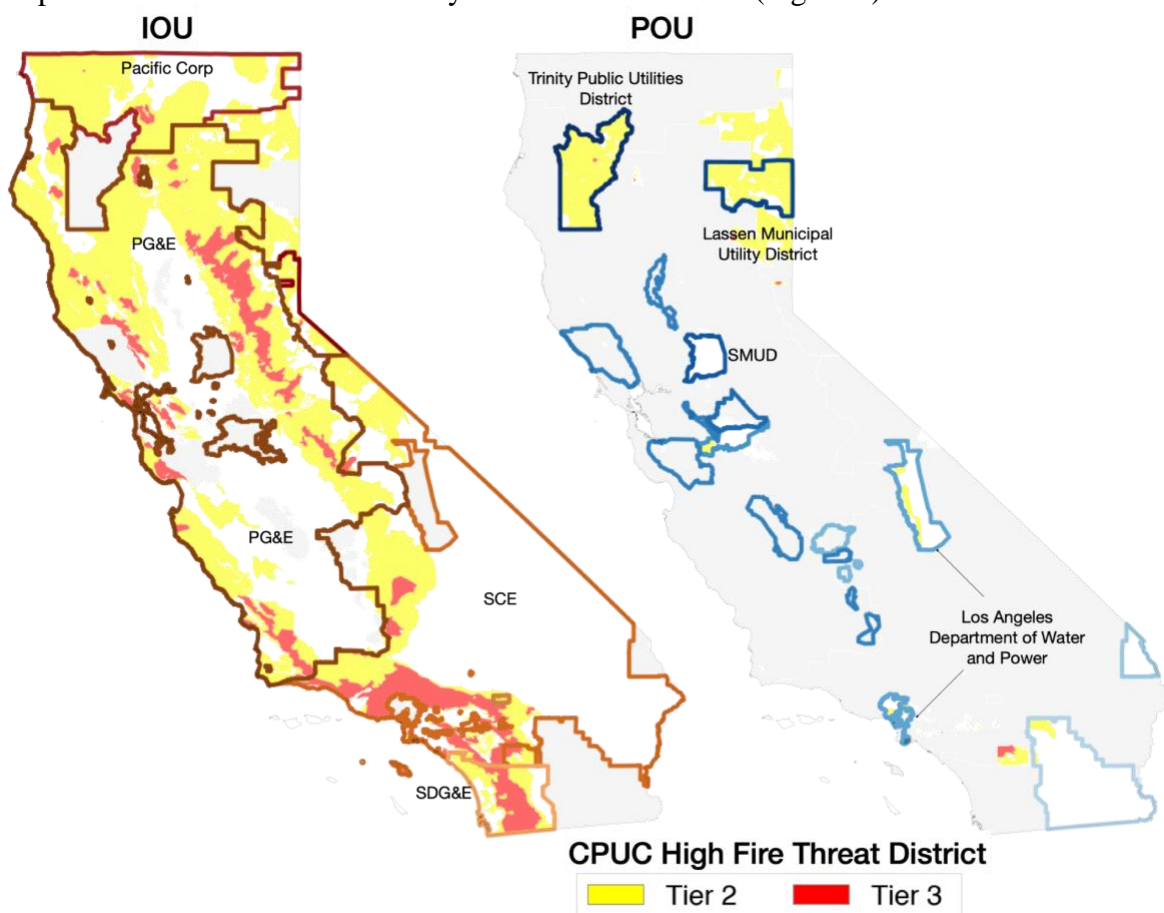 IOU
POU
Pacific Corp
PG&E
PG&E
SCE
SDG&E
Trinity Public Utilities
District
Lassen Municipal
Utility District
SMUD
Los Angeles
Department of Water
and Power
CPUC High Fire Threat District
Tier 2
Tier 3